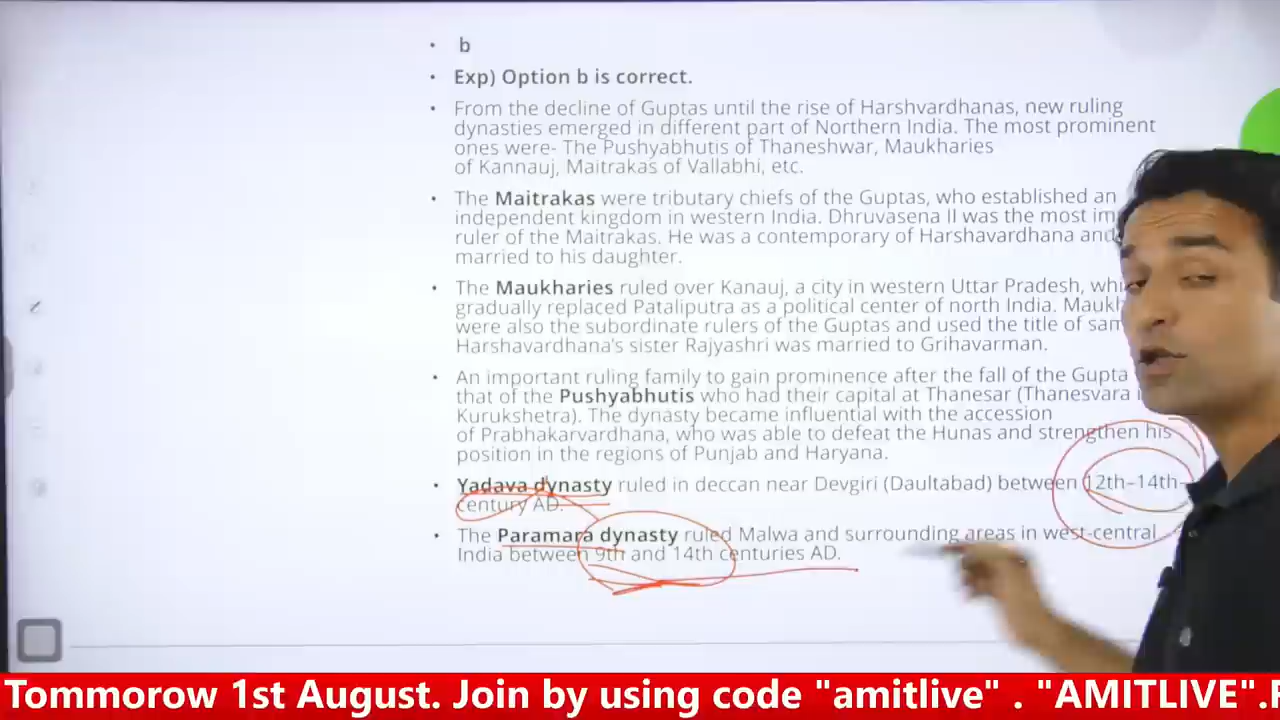 b
Exp) Option b is correct.
From the decline of Guptas until the rise of Harshvardhanas, new ruling
dynasties emerged in different part of Northern India. The most prominent
ones were- The Pushyabhutis of Thaneshwar, Maukharies
of Kannauj, Maitrakas of Vallabhi, etc.
The Maitrakas were tributary chiefs of the Guptas, who established an
independent kingdom in western India. Dhruvasena II was the most
ruler of the Maitrakas. He was a contemporary of Harshavardhana and
married to his daughter.
The Maukharies ruled over Kanauj, a city in western Uttar Pradesh,
gradually replaced Pataliputra as a political center of north India.
were also the subordinate rulers of the Guptas and used the title of
Harshavardhana's sister Rajyashri was married to Grihavarman.
An important ruling family to gain prominence after the fall of the Gupta
that of the Pushyabhutis who had their capital at Thanesar (Thanesvara
Kurukshetra). The dynasty became influential with the accession
of Prabhakarvardhana, who was able to defeat the Hunas and strengthen his
position in the regions of Punjab and Haryana.
Yadava dynasty ruled in deccan near Devgiri (Daultabad) between 12th–14th-
century AD.
The Paramara dynasty ruled Malwa and surrounding areas in west-central
India between 9th and 14th centuries AD.
Tommorow 1st August. Join by using code "amitlive" . "AMITLIVE".